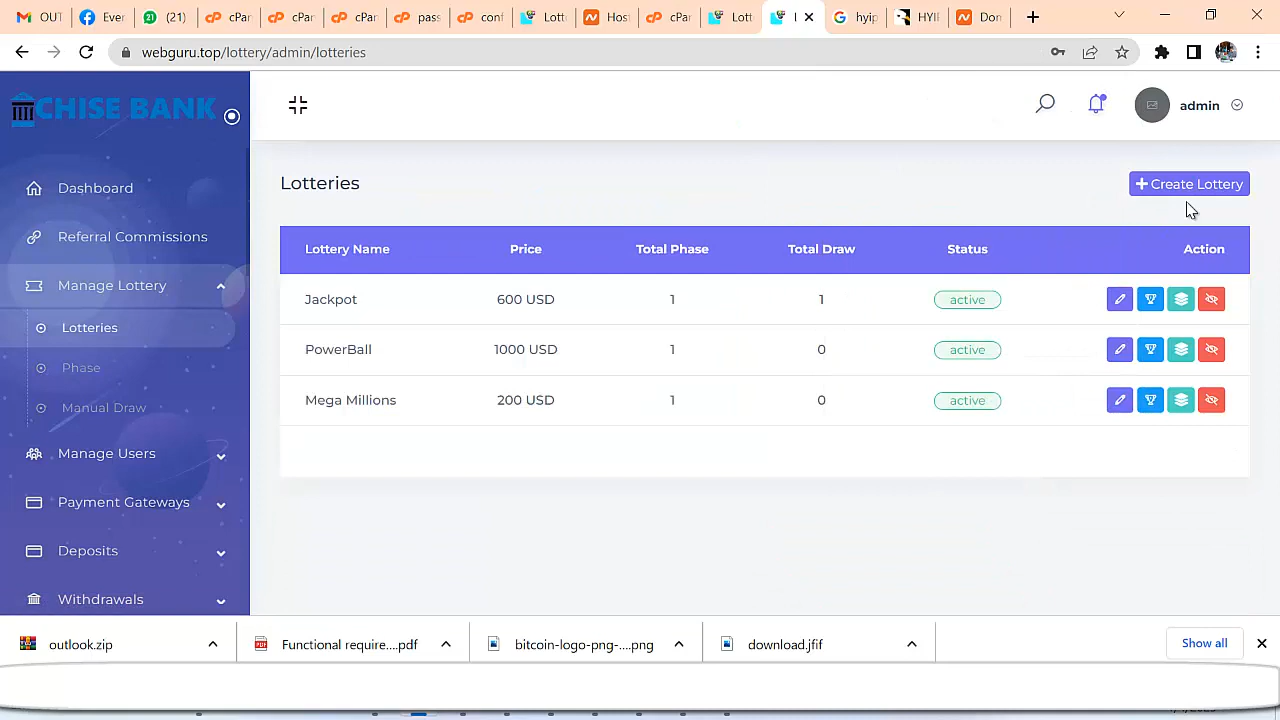 OUT
Ever
(21)
cPar
cPar
cPar
pass
conf
Lott
Host
cPar
Lott
hyip
HYII
Don
webguru.top/lottery/admin/lotteries
CHISE BANK
admin
Dashboard
Referral Commissions
Manage Lottery
Lotteries
Phase
Manual Draw
Manage Users
Payment Gateways
Deposits
Withdrawals
Lotteries
Create Lottery
Lottery Name Price Total Phase Total Draw Status Action
Jackpot 600 USD 1 1 active
PowerBall 1000 USD 1 0 active
Mega Millions 200 USD 1 0 active
outlook.zip
Functional require....pdf
bitcoin-logo-png-....png
download.jfif
Show all